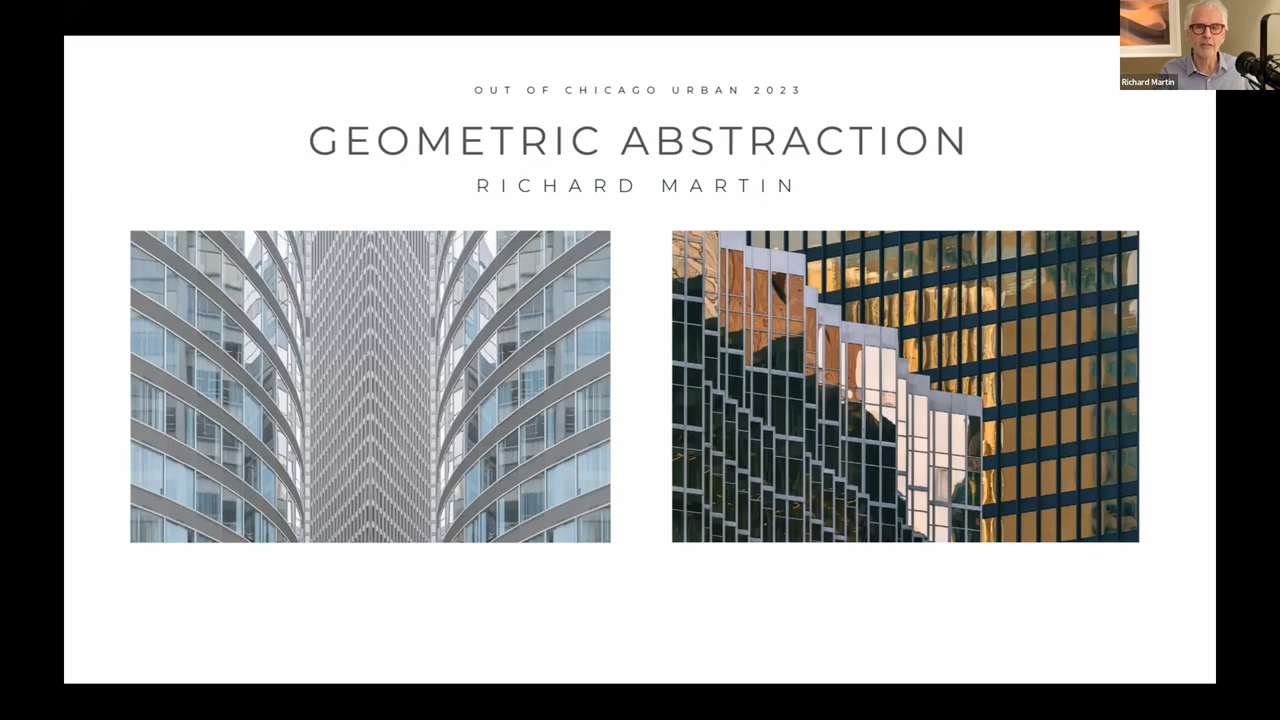 OUT OF CHICAGO URBAN 2023
GEOMETRIC ABSTRACTION
RICHARD MARTIN
Richard Martin